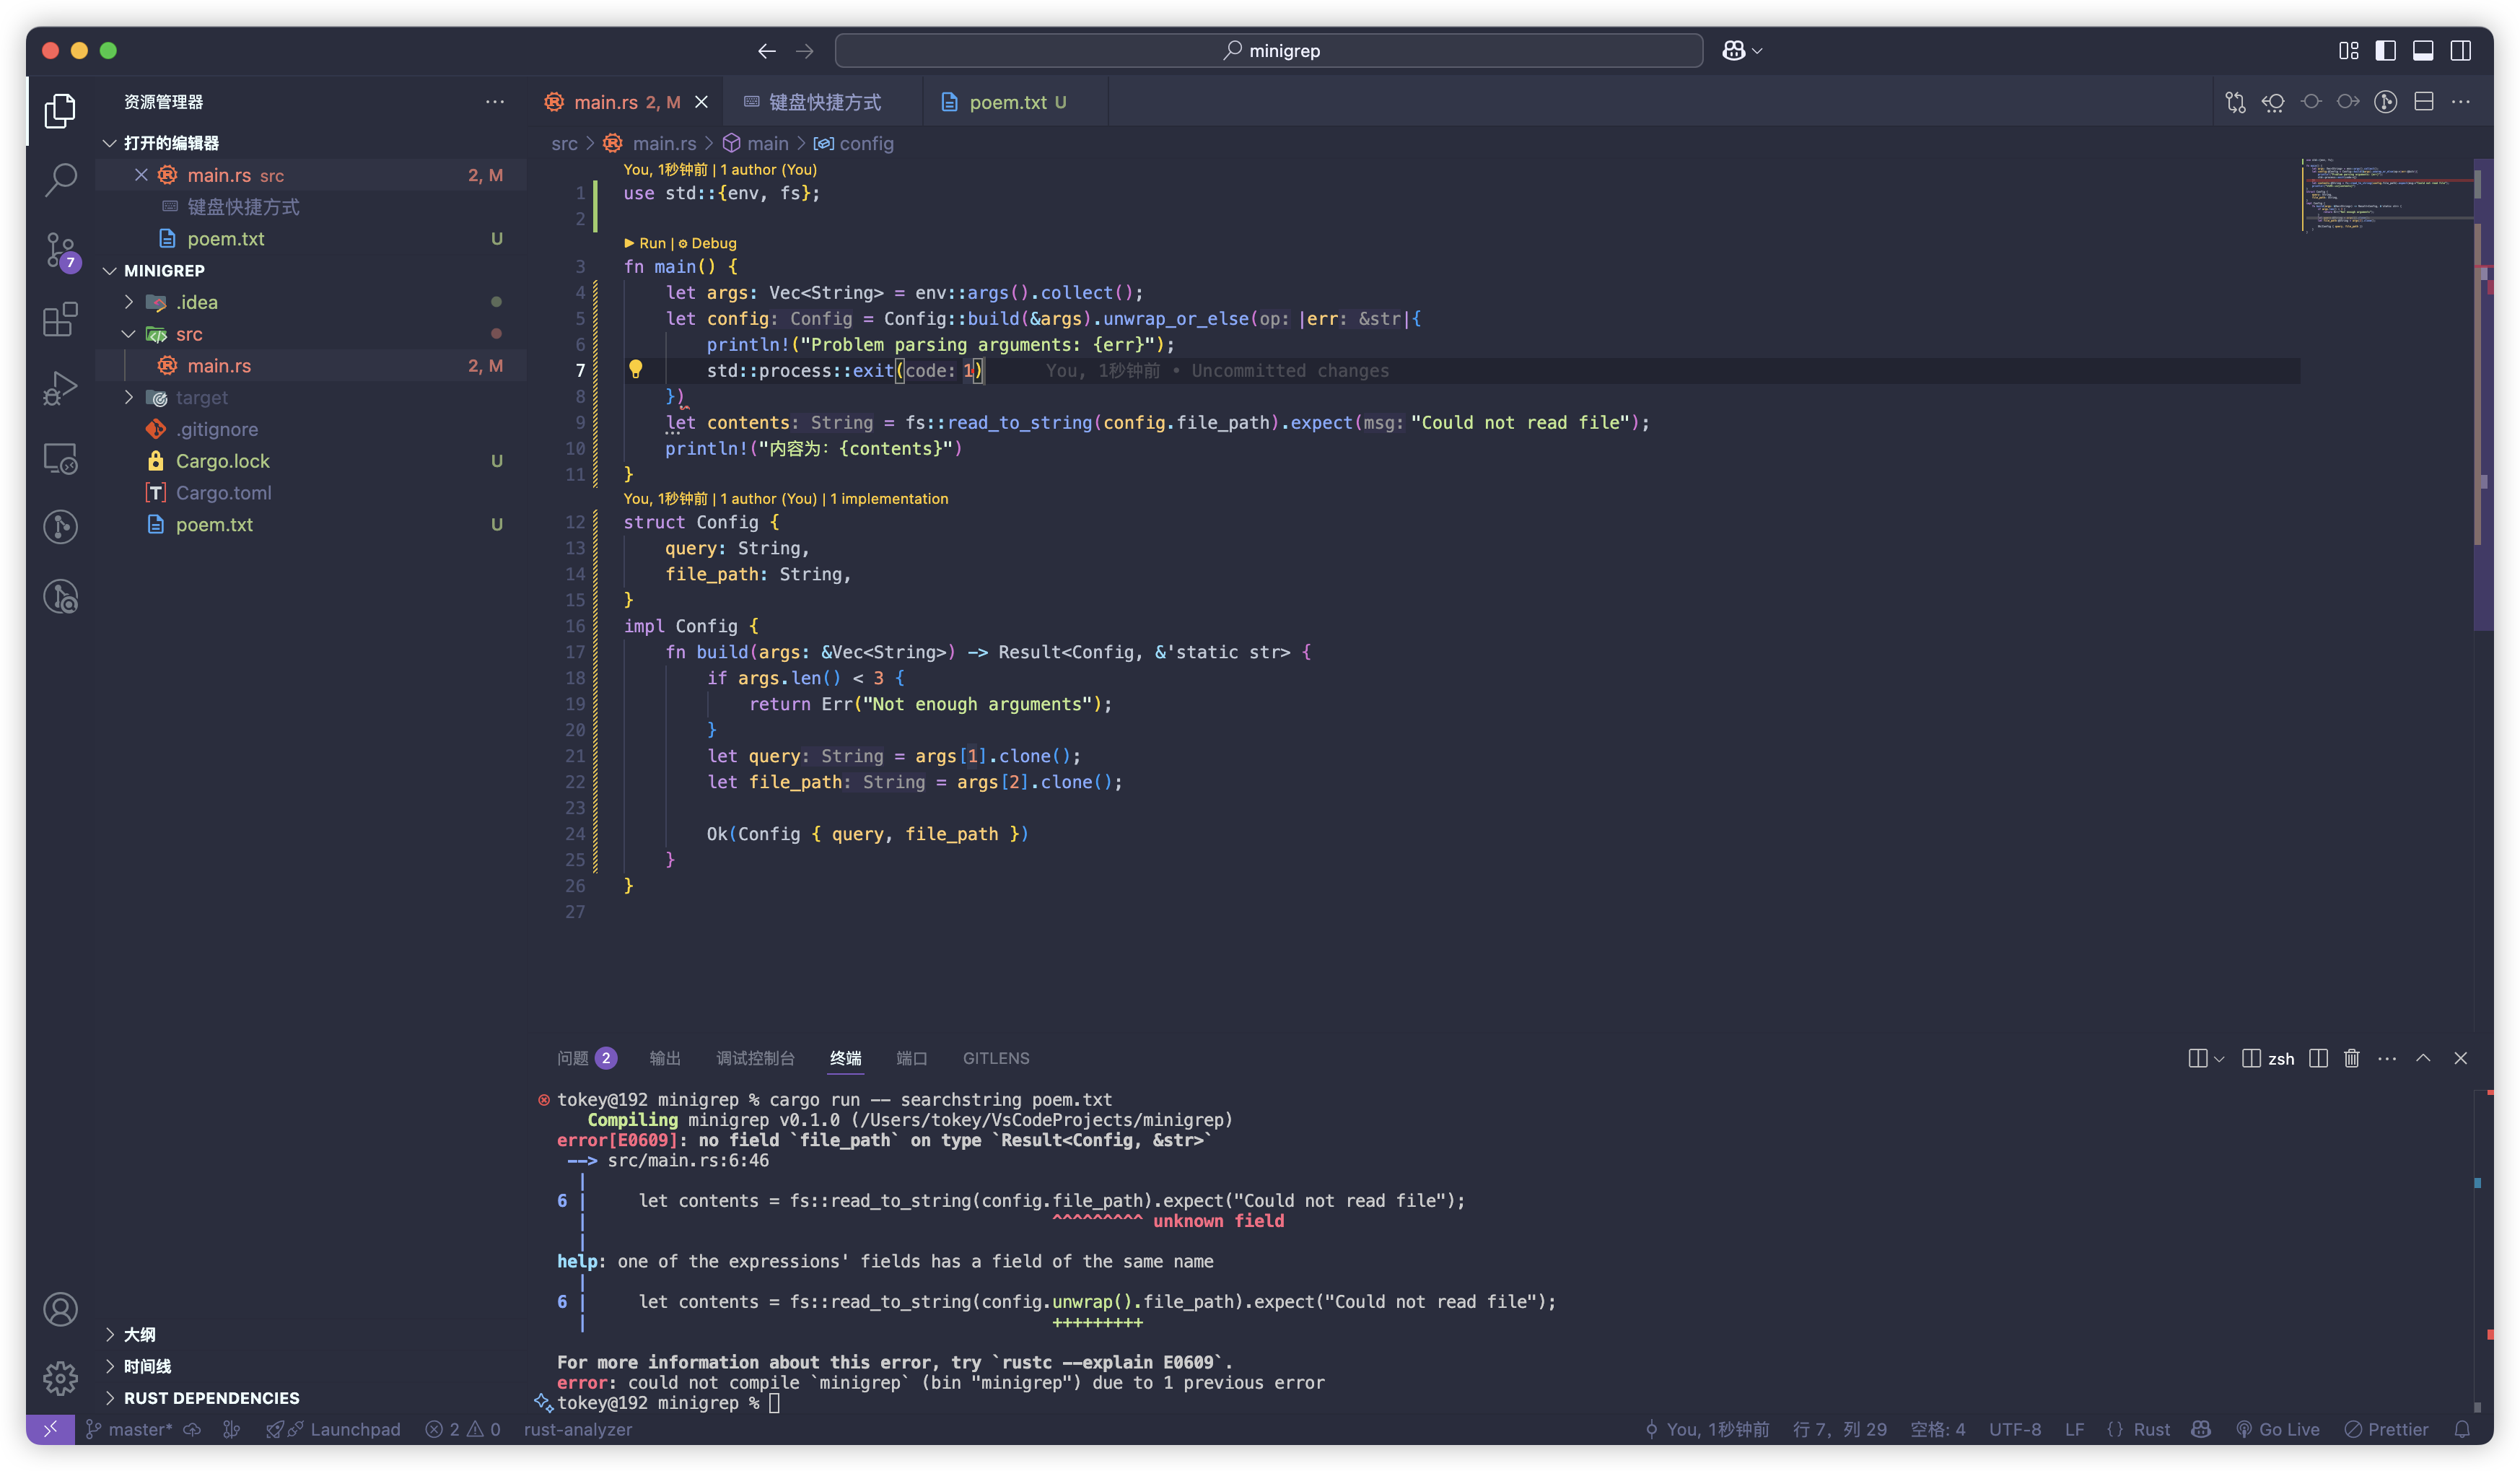 minigrep
资源管理器
打开的编辑器
main.rs src 2, M
键盘快捷方式
poem.txt U
MINIGREP
.idea
src
main.rs 2, M
target
.gitignore
Cargo.lock U
Cargo.toml
poem.txt U
大纲
时间线
RUST DEPENDENCIES
7
main.rs 2, M
键盘快捷方式
poem.txt U
src > main.rs > main > config
You, 1秒钟前 | 1 author (You)
1 use std::{env, fs};
2
Run | Debug
3 fn main() {
4 let args: Vec<String> = env::args().collect();
5 let config: Config = Config::build(&args).unwrap_or_else(op: |err: &str|{
6 println!("Problem parsing arguments: {err}");
7 std::process::exit(code: 1) You, 1秒钟前 • Uncommitted changes
8 })
9 let contents: String = fs::read_to_string(config.file_path).expect(msg: "Could not read file");
10 println!("内容为: {contents}")
11 }
You, 1秒钟前 | 1 author (You) | 1 implementation
12 struct Config {
13 query: String,
14 file_path: String,
15 }
16 impl Config {
17 fn build(args: &Vec<String>) -> Result<Config, &'static str> {
18 if args.len() < 3 {
19 return Err("Not enough arguments");
20 }
21 let query: String = args[1].clone();
22 let file_path: String = args[2].clone();
23
24 Ok(Config { query, file_path })
25 }
26 }
27
问题 2 输出 调试控制台 终端 端口 GITLENS
zsh
tokey@192 minigrep % cargo run -- searchstring poem.txt
Compiling minigrep v0.1.0 (/Users/tokey/VsCodeProjects/minigrep)
error[E0609]: no field `file_path` on type `Result<Config, &str>`
--> src/main.rs:6:46
|
6 | let contents = fs::read_to_string(config.file_path).expect("Could not read file");
| ^^^^^^^^^ unknown field
|
help: one of the expressions' fields has a field of the same name
|
6 | let contents = fs::read_to_string(config.unwrap().file_path).expect("Could not read file");
| +++++++++
For more information about this error, try `rustc --explain E0609`.
error: could not compile `minigrep` (bin "minigrep") due to 1 previous error
tokey@192 minigrep %
master* Launchpad 2 0 rust-analyzer You, 1秒钟前 行 7，列 29 空格: 4 UTF-8 LF {} Rust Go Live Prettier